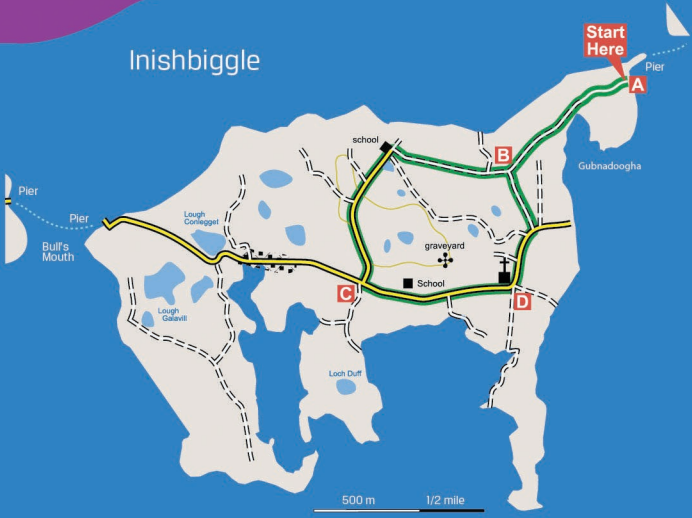 Inishbiggle
Start
Here
Pier
A
school
B
Gubnadoogha
Pier
Pier
Lough
Conlegget
Bull's
Mouth
graveyard
School
C
D
Lough
Galavill
Loch Duff
500 m
1/2 mile